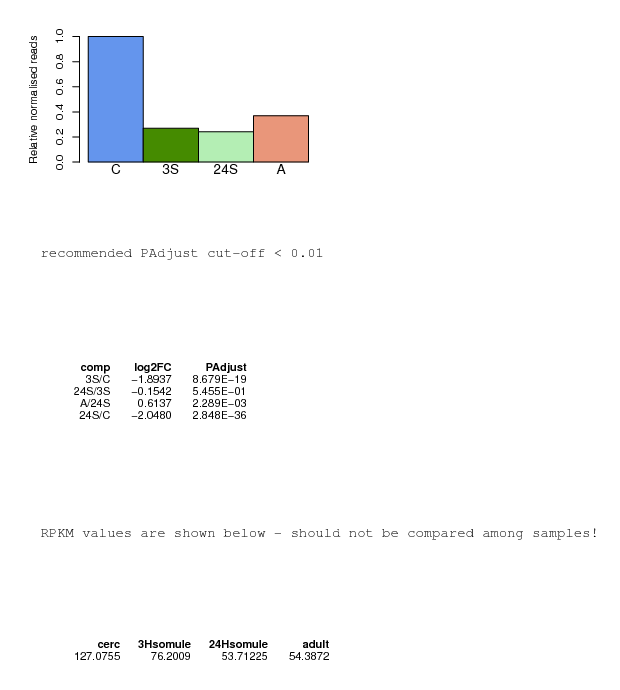 Relative normalised reads
1.0
0.8
0.6
0.4
0.2
0.0
C 3S 24S A
recommended PAdjust cut-off < 0.01
comp log2FC PAdjust
3S/C −1.8937 8.679E−19
24S/3S −0.1542 5.455E−01
A/24S 0.6137 2.289E−03
24S/C −2.0480 2.848E−36
RPKM values are shown below - should not be compared among samples!
cerc 3Hsomule 24Hsomule adult
127.0755 76.2009 53.71225 54.3872